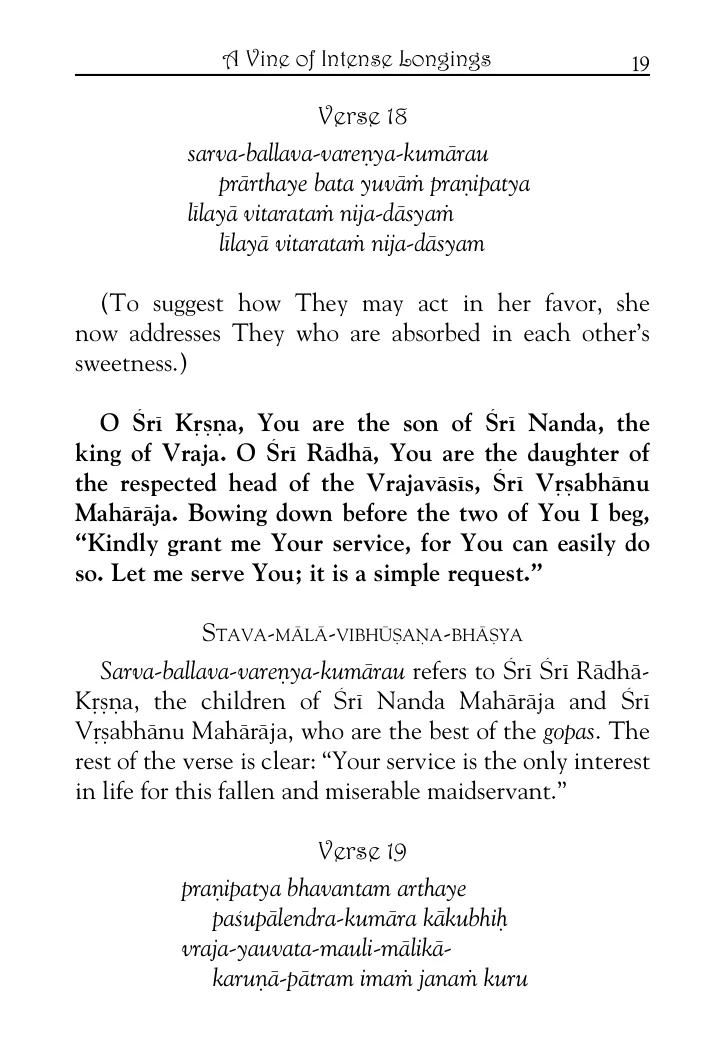 A Vine of Intense Longings 19
Verse 18
sarva-ballava-vareṇya-kumārau
prārthaye bata yuvāṁ praṇipatya
līlayā vitarataṁ nija-dāsyaṁ
līlayā vitarataṁ nija-dāsyam
(To suggest how They may act in her favor, she
now addresses They who are absorbed in each other’s
sweetness.)
O Śrī Kṛṣṇa, You are the son of Śrī Nanda, the
king of Vraja. O Śrī Rādhā, You are the daughter of
the respected head of the Vrajavāsīs, Śrī Vṛṣabhānu
Mahārāja. Bowing down before the two of You I beg,
“Kindly grant me Your service, for You can easily do
so. Let me serve You; it is a simple request.”
Stava-mālā-vibhūṣaṇa-bhāṣya
Sarva-ballava-vareṇya-kumārau refers to Śrī Śrī Rādhā-
Kṛṣṇa, the children of Śrī Nanda Mahārāja and Śrī
Vṛṣabhānu Mahārāja, who are the best of the gopas. The
rest of the verse is clear: “Your service is the only interest
in life for this fallen and miserable maidservant.”
Verse 19
praṇipatya bhavantam arthaye
paśupālendra-kumāra kākubhiḥ
vraja-yauvata-mauli-mālikā-
karuṇā-pātram imaṁ janaṁ kuru